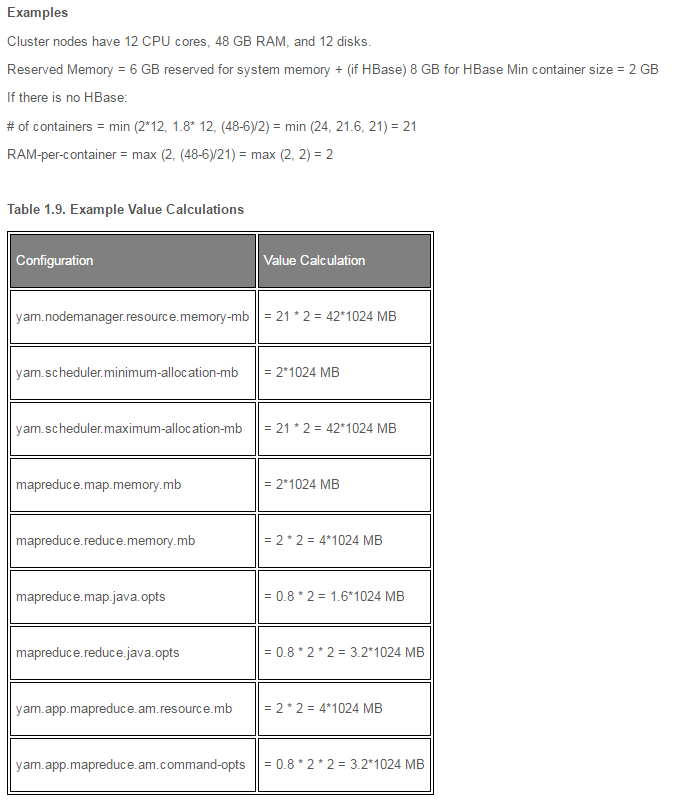 Examples
Cluster nodes have 12 CPU cores, 48 GB RAM, and 12 disks.
Reserved Memory = 6 GB reserved for system memory + (if HBase) 8 GB for HBase Min container size = 2 GB
If there is no HBase:
# of containers = min (2*12, 1.8* 12, (48-6)/2) = min (24, 21.6, 21) = 21
RAM-per-container = max (2, (48-6)/21) = max (2, 2) = 2
Table 1.9. Example Value Calculations
Configuration Value Calculation
yarn.nodemanager.resource.memory-mb = 21 * 2 = 42*1024 MB
yarn.scheduler.minimum-allocation-mb = 2*1024 MB
yarn.scheduler.maximum-allocation-mb = 21 * 2 = 42*1024 MB
mapreduce.map.memory.mb = 2*1024 MB
mapreduce.reduce.memory.mb = 2 * 2 = 4*1024 MB
mapreduce.map.java.opts = 0.8 * 2 = 1.6*1024 MB
mapreduce.reduce.java.opts = 0.8 * 2 * 2 = 3.2*1024 MB
yarn.app.mapreduce.am.resource.mb = 2 * 2 = 4*1024 MB
yarn.app.mapreduce.am.command-opts = 0.8 * 2 * 2 = 3.2*1024 MB